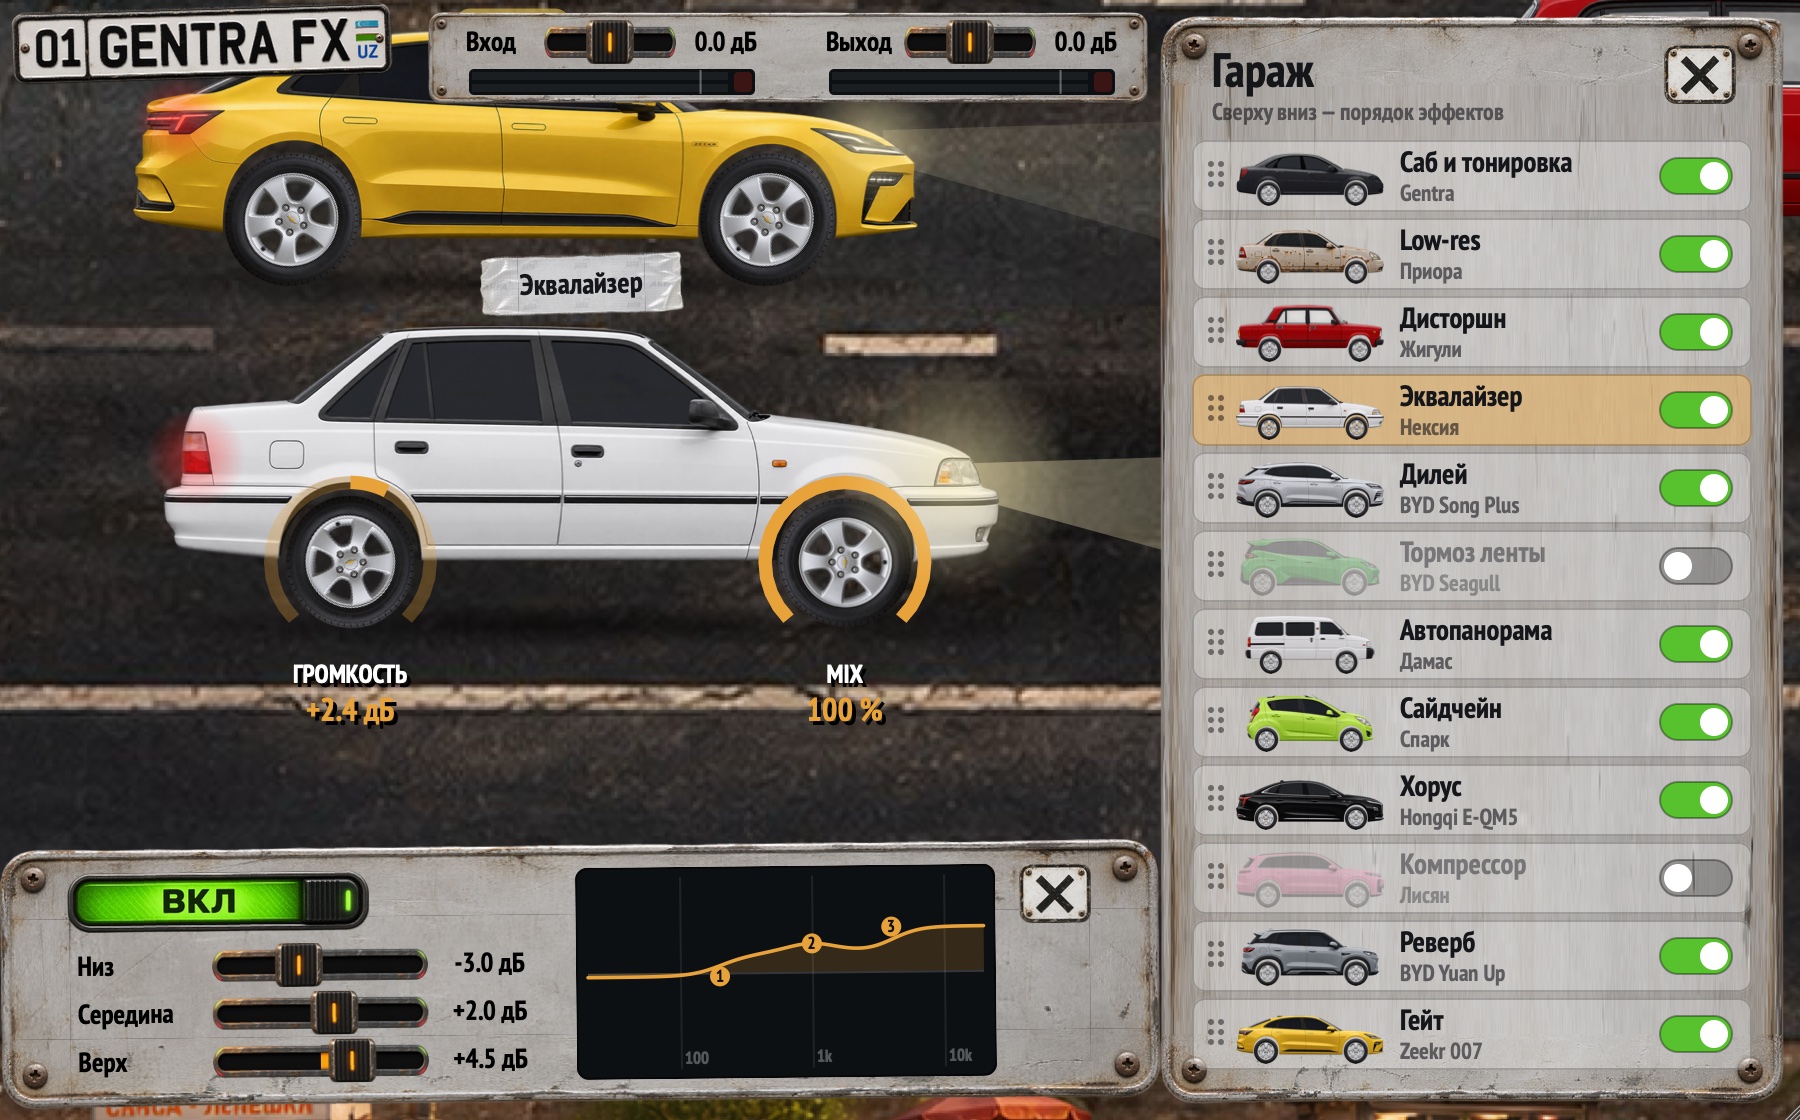 01 GENTRA FX UZ
Вход 0.0 дБ
Выход 0.0 дБ
Эквалайзер
ГРОМКОСТЬ
+2.4 дБ
MIX
100 %
ВКЛ
Низ -3.0 дБ
Середина +2.0 дБ
Верх +4.5 дБ
1 2 3
100 1k 10k
Гараж
Сверху вниз – порядок эффектов
Саб и тонировка
Gentra
Low-res
Приора
Дисторшн
Жигули
Эквалайзер
Нексия
Дилей
BYD Song Plus
Тормоз ленты
BYD Seagull
Автопанорама
Дамас
Сайдчейн
Спарк
Хорус
Hongqi E-QM5
Компрессор
Лисян
Реверб
BYD Yuan Up
Гейт
Zeekr 007